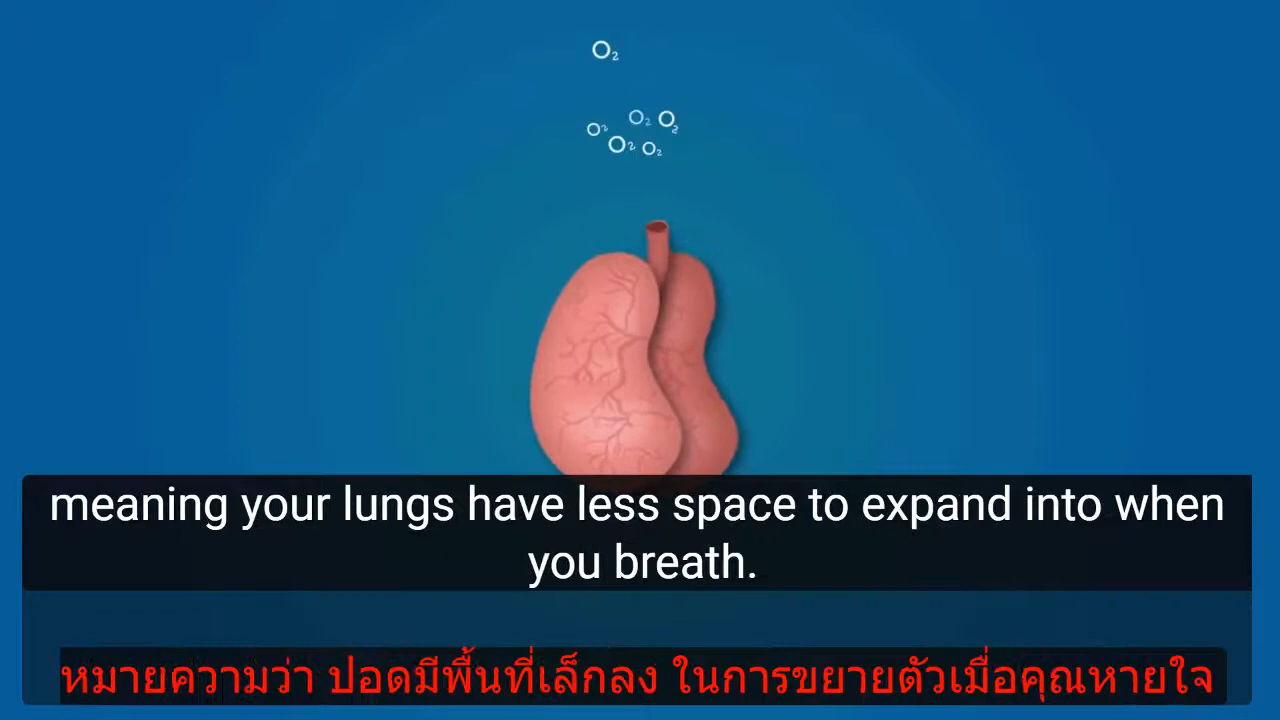 O₂
O₂ O₂
O₂ O₂ O₂
meaning your lungs have less space to expand into when
you breath.
หมายความว่า ปอดมีพื้นที่เล็กลง ในการขยายตัวเมื่อคุณหายใจ